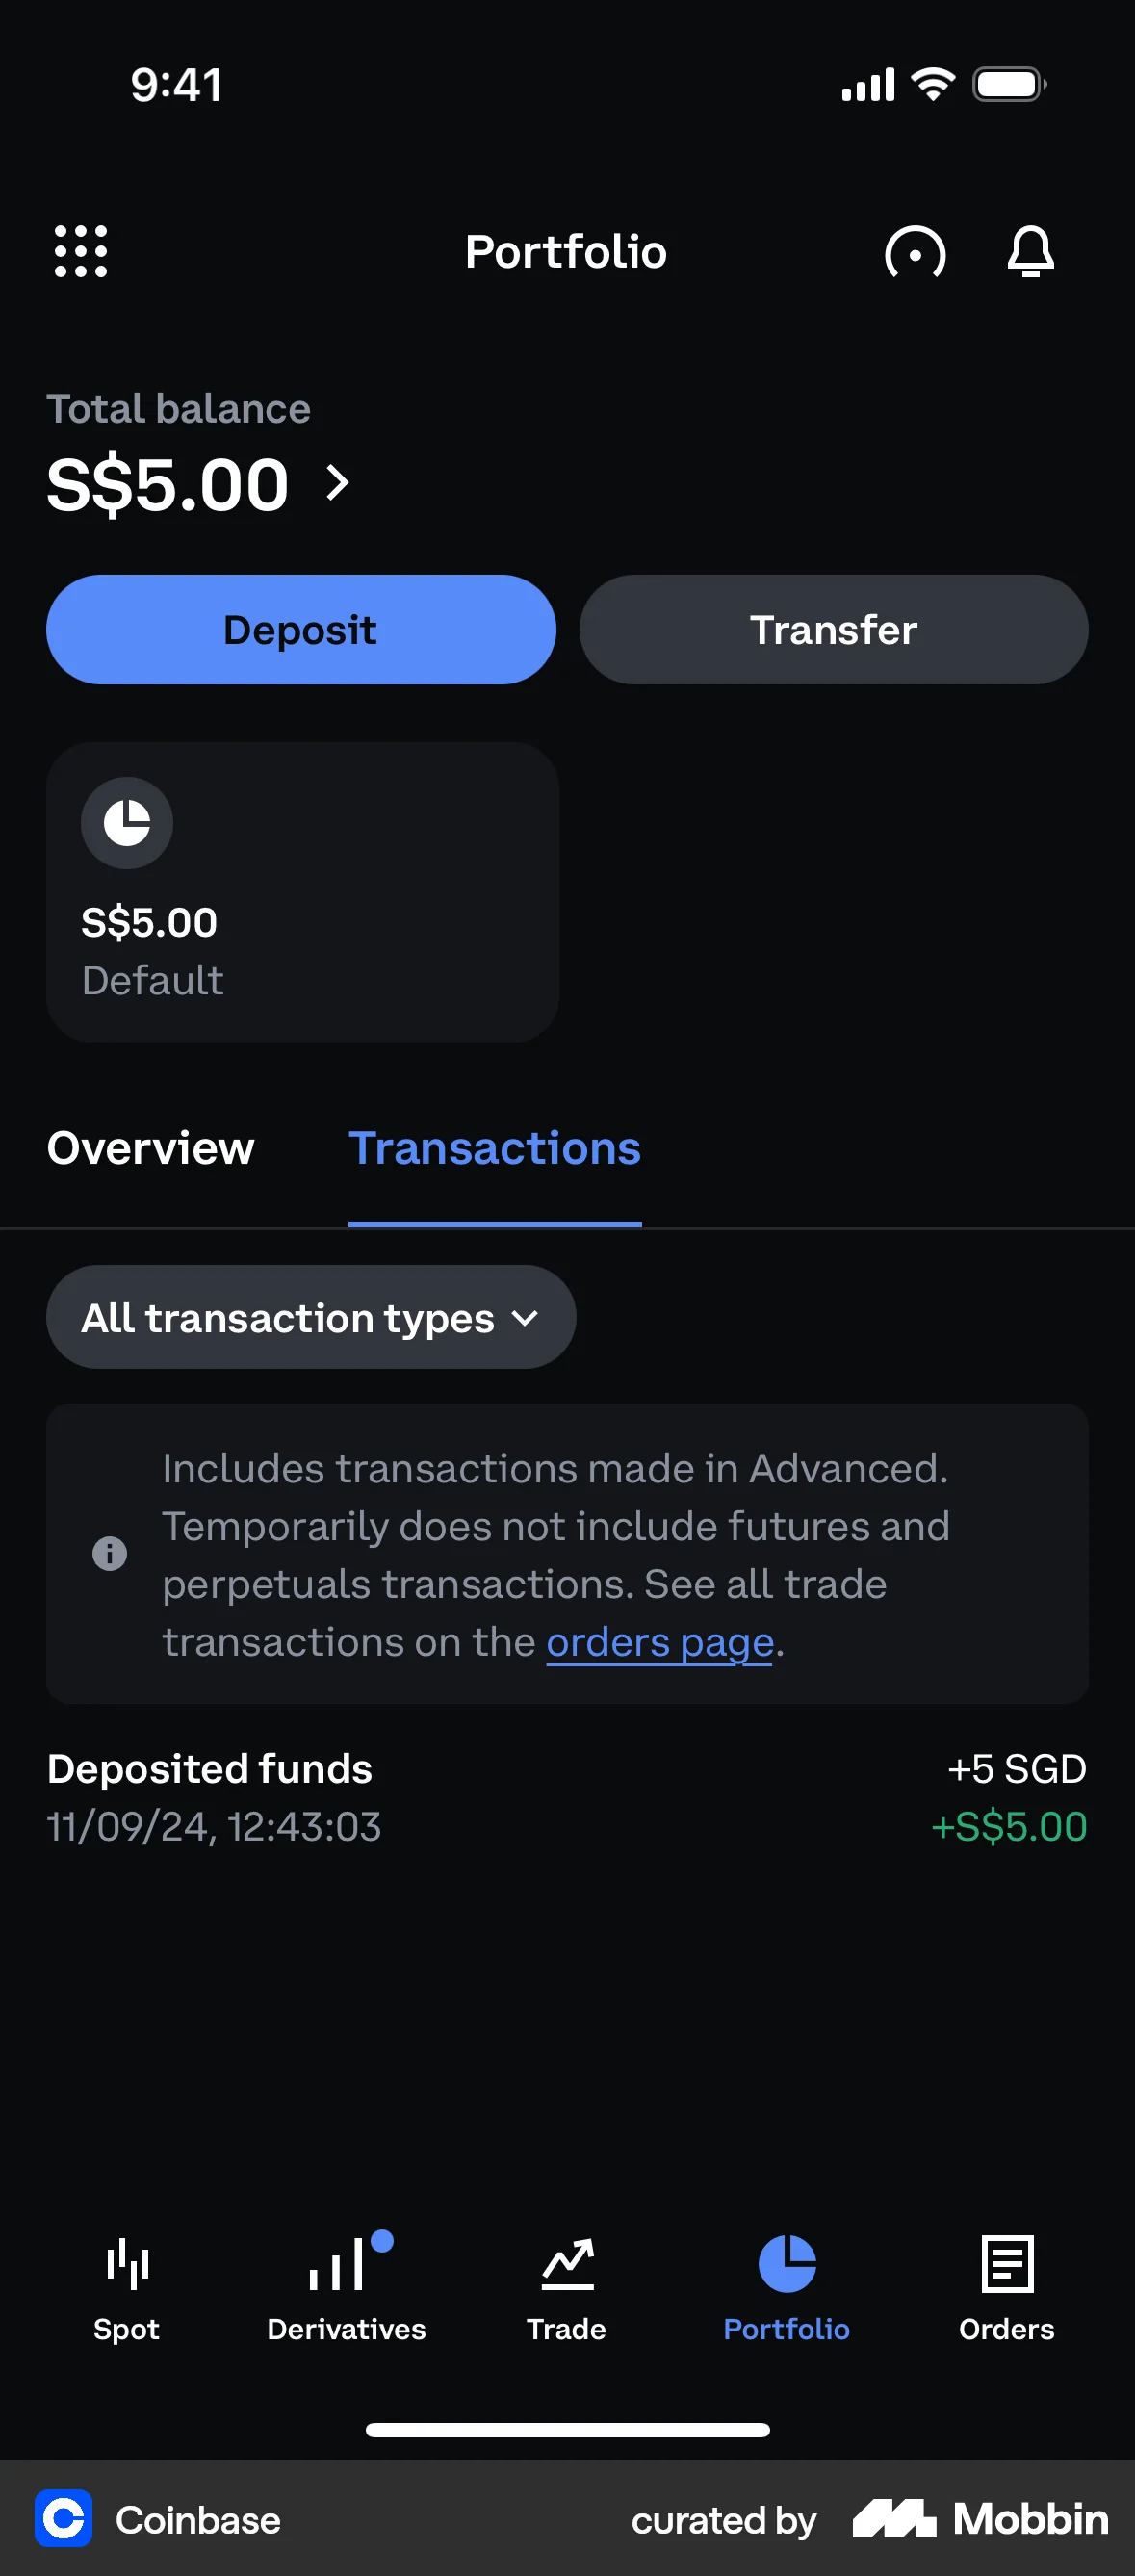 9:41
Portfolio
Total balance
S$5.00
Deposit
Transfer
S$5.00
Default
Overview
Transactions
All transaction types
Includes transactions made in Advanced.
Temporarily does not include futures and
perpetuals transactions. See all trade
transactions on the orders page.
Deposited funds
+5 SGD
11/09/24, 12:43:03
+S$5.00
Spot
Derivatives
Trade
Portfolio
Orders
Coinbase
curated by
Mobbin